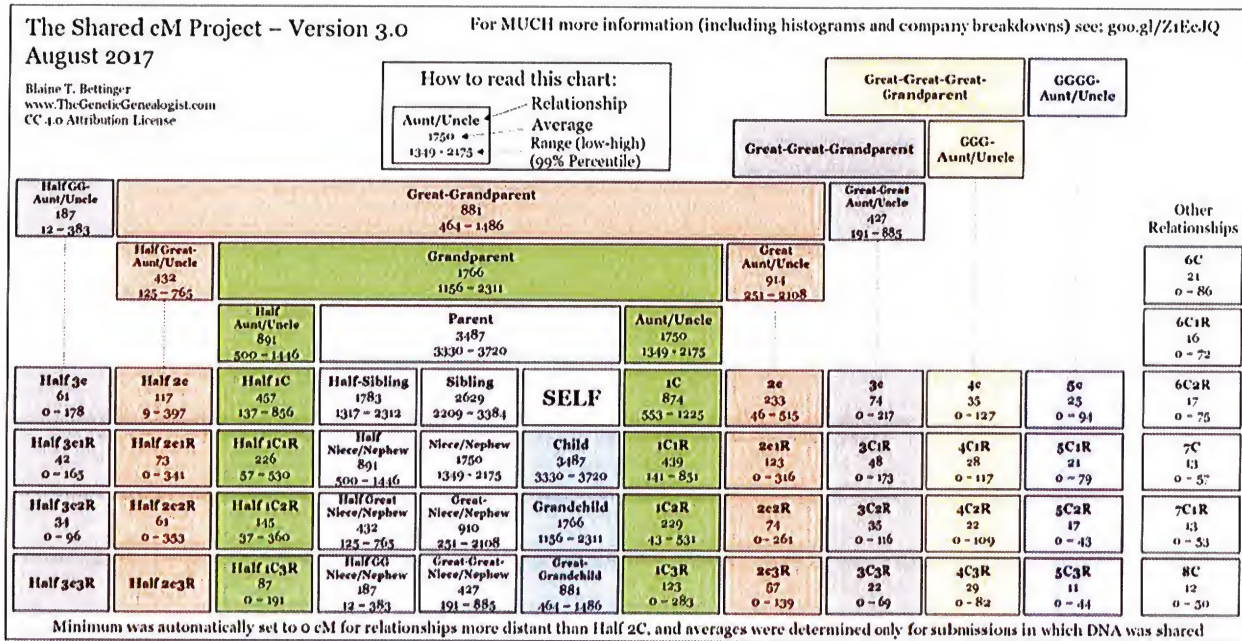 The Shared cM Project – Version 3.0
August 2017
For MUCH more information (including histograms and company breakdowns) see: goo.gl/Z1EcJQ
Blaine T. Bettinger
www.TheGeneticGenealogist.com
CC 4.0 Attribution License
How to read this chart:
Aunt/Uncle
1750
1349 - 2175
Relationship
Average
Range (low-high)
(99% Percentile)
Great-Great-Great-
Grandparent
GGGG-
Aunt/Uncle
Great-Great-Grandparent
GGG-
Aunt/Uncle
Half GG-
Aunt/Uncle
187
12 – 383
Great-Grandparent
881
464 – 1486
Great-Great
Aunt/Uncle
427
191 – 885
Other
Relationships
Half Great-
Aunt/Uncle
432
125 – 765
Grandparent
1766
1156 – 2311
Great
Aunt/Uncle
914
251 – 2108
6C
21
0 – 86
Half
Aunt/Uncle
891
500 – 1446
Parent
3487
3330 – 3720
Aunt/Uncle
1750
1349 - 2175
6C1R
16
0 – 72
Half 3c
61
0 – 178
Half 2c
117
9 – 397
Half 1C
457
137 – 856
Half-Sibling
1783
1317 – 2312
Sibling
2629
2209 – 3384
SELF
1C
874
553 – 1225
2c
233
46 – 515
3c
74
0 – 217
4c
35
0 – 127
5c
25
0 – 94
6C2R
17
0 – 75
Half 3c1R
42
0 – 165
Half 2c1R
73
0 – 341
Half 1C1R
226
57 – 530
Half
Niece/Nephew
891
500 – 1446
Niece/Nephew
1750
1349 - 2175
Child
3487
3330 – 3720
1C1R
439
141 – 851
2c1R
123
0 – 316
3C1R
48
0 – 173
4C1R
28
0 – 117
5C1R
21
0 – 79
7C
13
0 – 57
Half 3c2R
34
0 – 96
Half 2c2R
61
0 – 353
Half 1C2R
145
37 – 360
Half Great
Niece/Nephew
432
125 – 765
Great-
Niece/Nephew
910
251 – 2108
Grandchild
1766
1156 – 2311
1C2R
229
43 – 531
2c2R
74
0 – 261
3C2R
35
0 – 116
4C2R
22
0 – 109
5C2R
17
0 – 43
7C1R
13
0 – 53
Half 3c3R
Half 2c3R
Half 1C3R
87
0 – 191
Half GG
Niece/Nephew
187
12 – 383
Great-Great-
Niece/Nephew
427
191 – 885
Great-
Grandchild
881
464 – 1486
1C3R
123
0 – 283
2c3R
57
0 – 139
3C3R
22
0 – 69
4C3R
29
0 – 82
5C3R
11
0 – 44
8C
12
0 – 50
Minimum was automatically set to 0 cM for relationships more distant than Half 2C, and averages were determined only for submissions in which DNA was shared